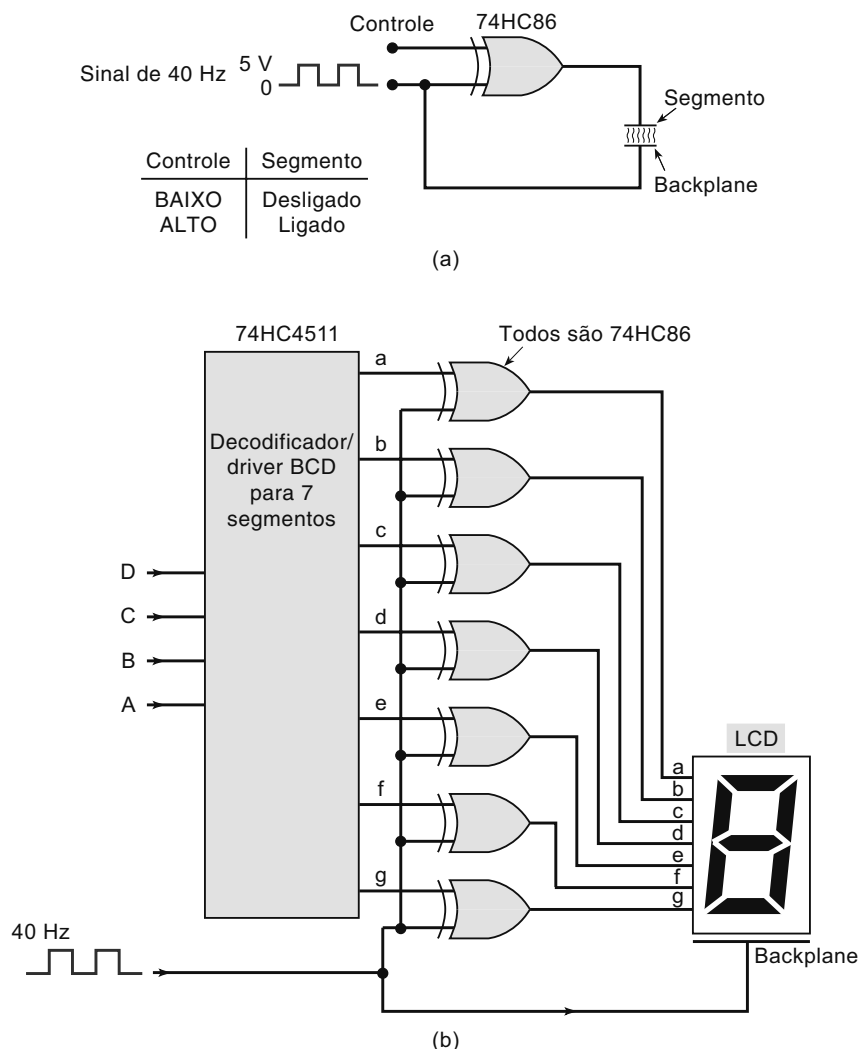 Controle
74HC86
Sinal de 40 Hz
5 V
0
Segmento
Backplane
Controle Segmento
BAIXO Desligado
ALTO Ligado
(a)
74HC4511
Todos são 74HC86
Decodificador/
driver BCD
para 7
segmentos
a
b
c
d
e
f
g
D
C
B
A
LCD
a
b
c
d
e
f
g
40 Hz
Backplane
(b)